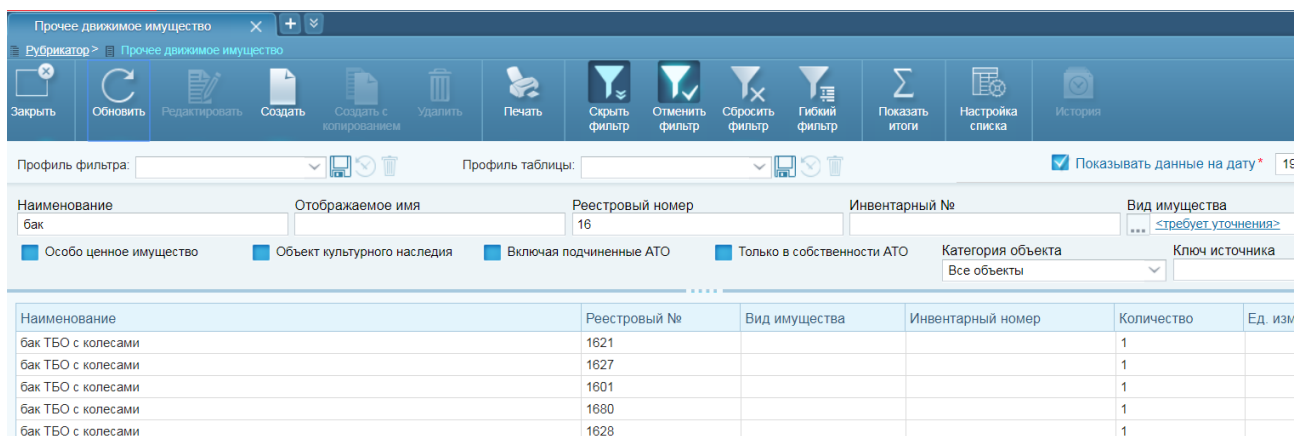 Прочее движимое имущество
Рубрикатор > Прочее движимое имущество
Закрыть Обновить Редактировать Создать Создать с копированием Удалить Печать Скрыть фильтр Отменить фильтр Сбросить фильтр Гибкий фильтр Показать итоги Настройка списка История
Профиль фильтра: Профиль таблицы: Показывать данные на дату * 19
Наименование Отображаемое имя Реестровый номер Инвентарный № Вид имущества
бак 16 ... <требует уточнения>
Особо ценное имущество Объект культурного наследия Включая подчиненные АТО Только в собственности АТО Категория объекта Ключ источника
Все объекты
Наименование Реестровый № Вид имущества Инвентарный номер Количество Ед. изм
бак ТБО с колесами 1621 1
бак ТБО с колесами 1627 1
бак ТБО с колесами 1601 1
бак ТБО с колесами 1680 1
бак ТБО с колесами 1628 1